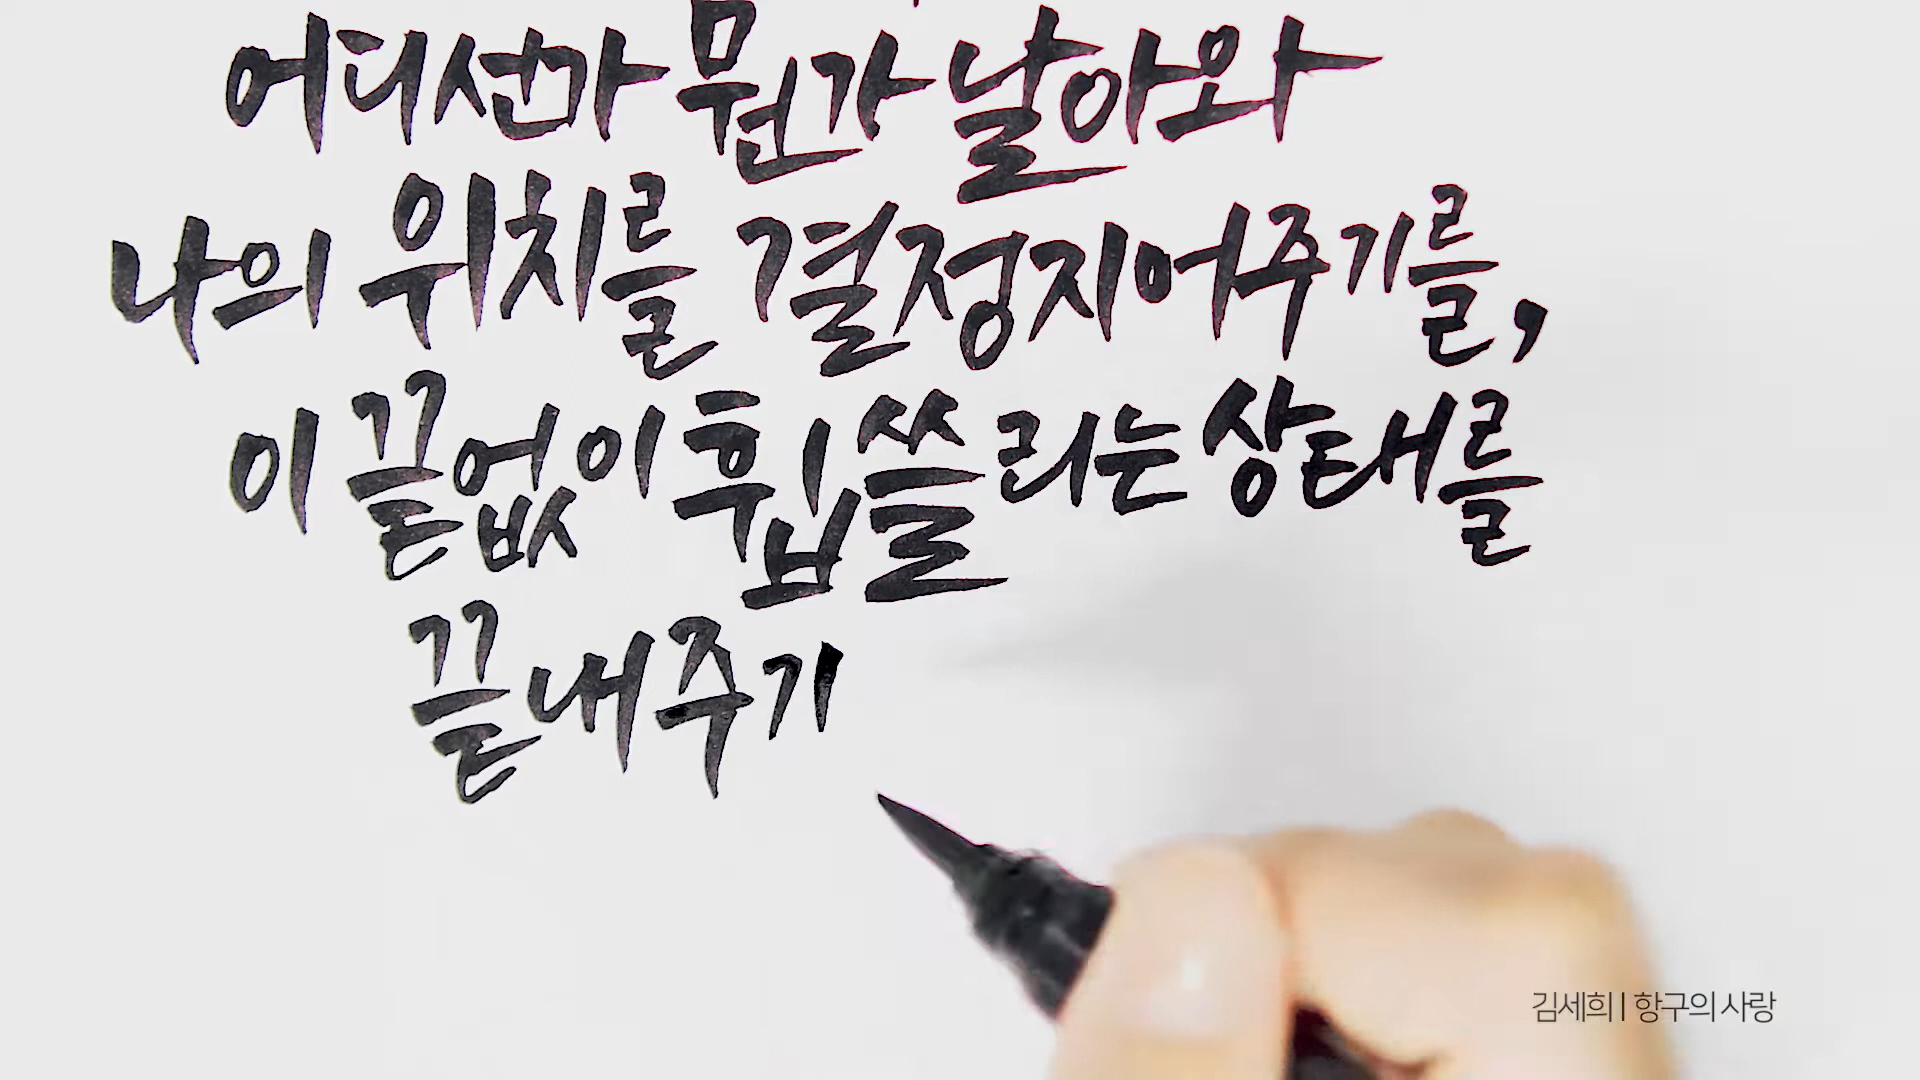 어디선가 뭔가 날아와
나의 위치를 결정지어주기를,
이 끝없이 휩쓸리는 상태를
끝내주기
김세희 | 항구의 사랑